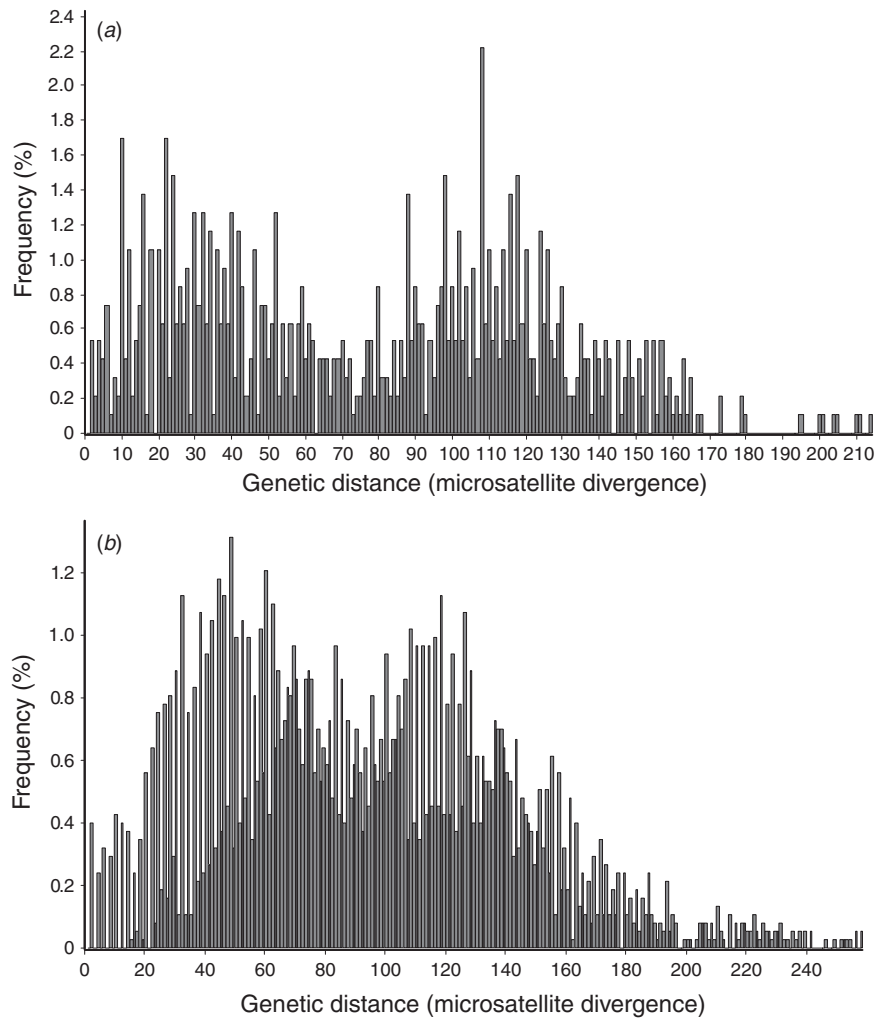 (a)
Frequency (%)
2.4
2.2
2.0
1.8
1.6
1.4
1.2
1.0
0.8
0.6
0.4
0.2
0
0 10 20 30 40 50 60 70 80 90 100 110 120 130 140 150 160 170 180 190 200 210
Genetic distance (microsatellite divergence)
(b)
Frequency (%)
1.2
1.0
0.8
0.6
0.4
0.2
0
0 20 40 60 80 100 120 140 160 180 200 220 240
Genetic distance (microsatellite divergence)